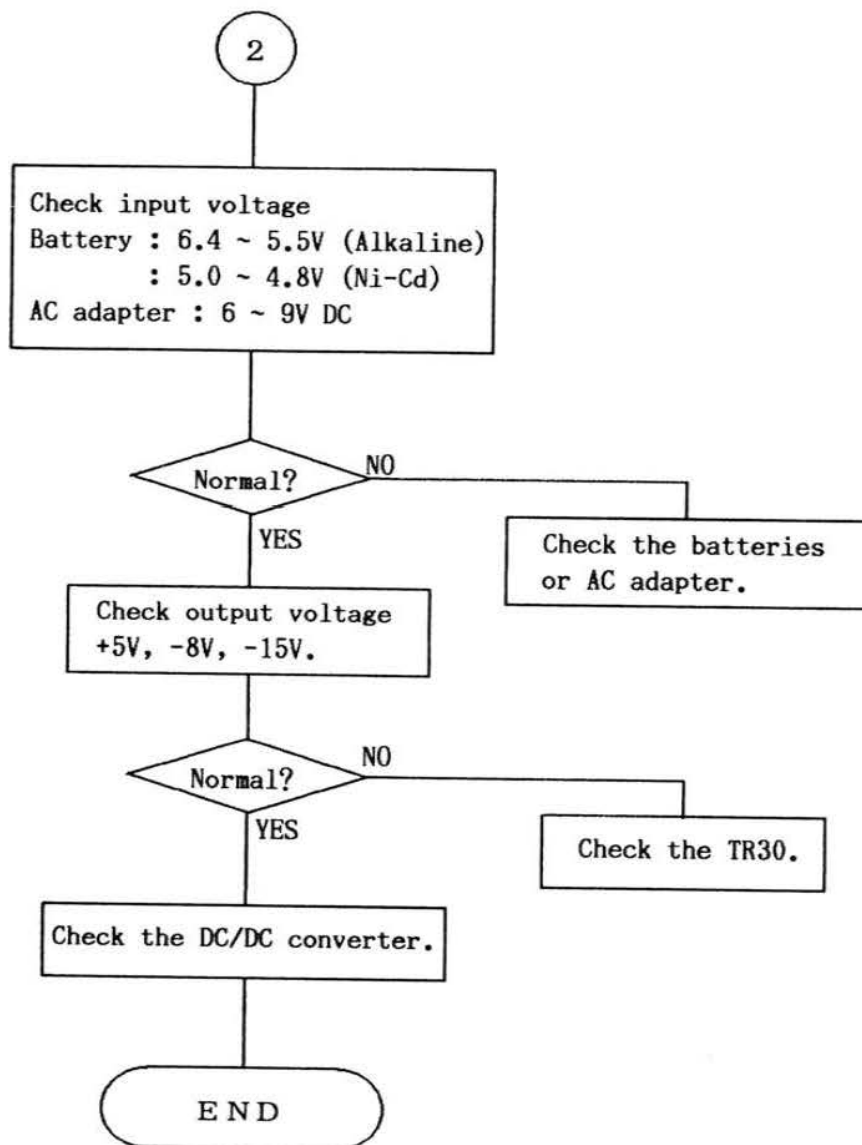 2
Check input voltage
Battery : 6.4 ~ 5.5V (Alkaline)
: 5.0 ~ 4.8V (Ni-Cd)
AC adapter : 6 ~ 9V DC
Normal?
NO
YES
Check the batteries
or AC adapter.
Check output voltage
+5V, -8V, -15V.
Normal?
NO
YES
Check the TR30.
Check the DC/DC converter.
END